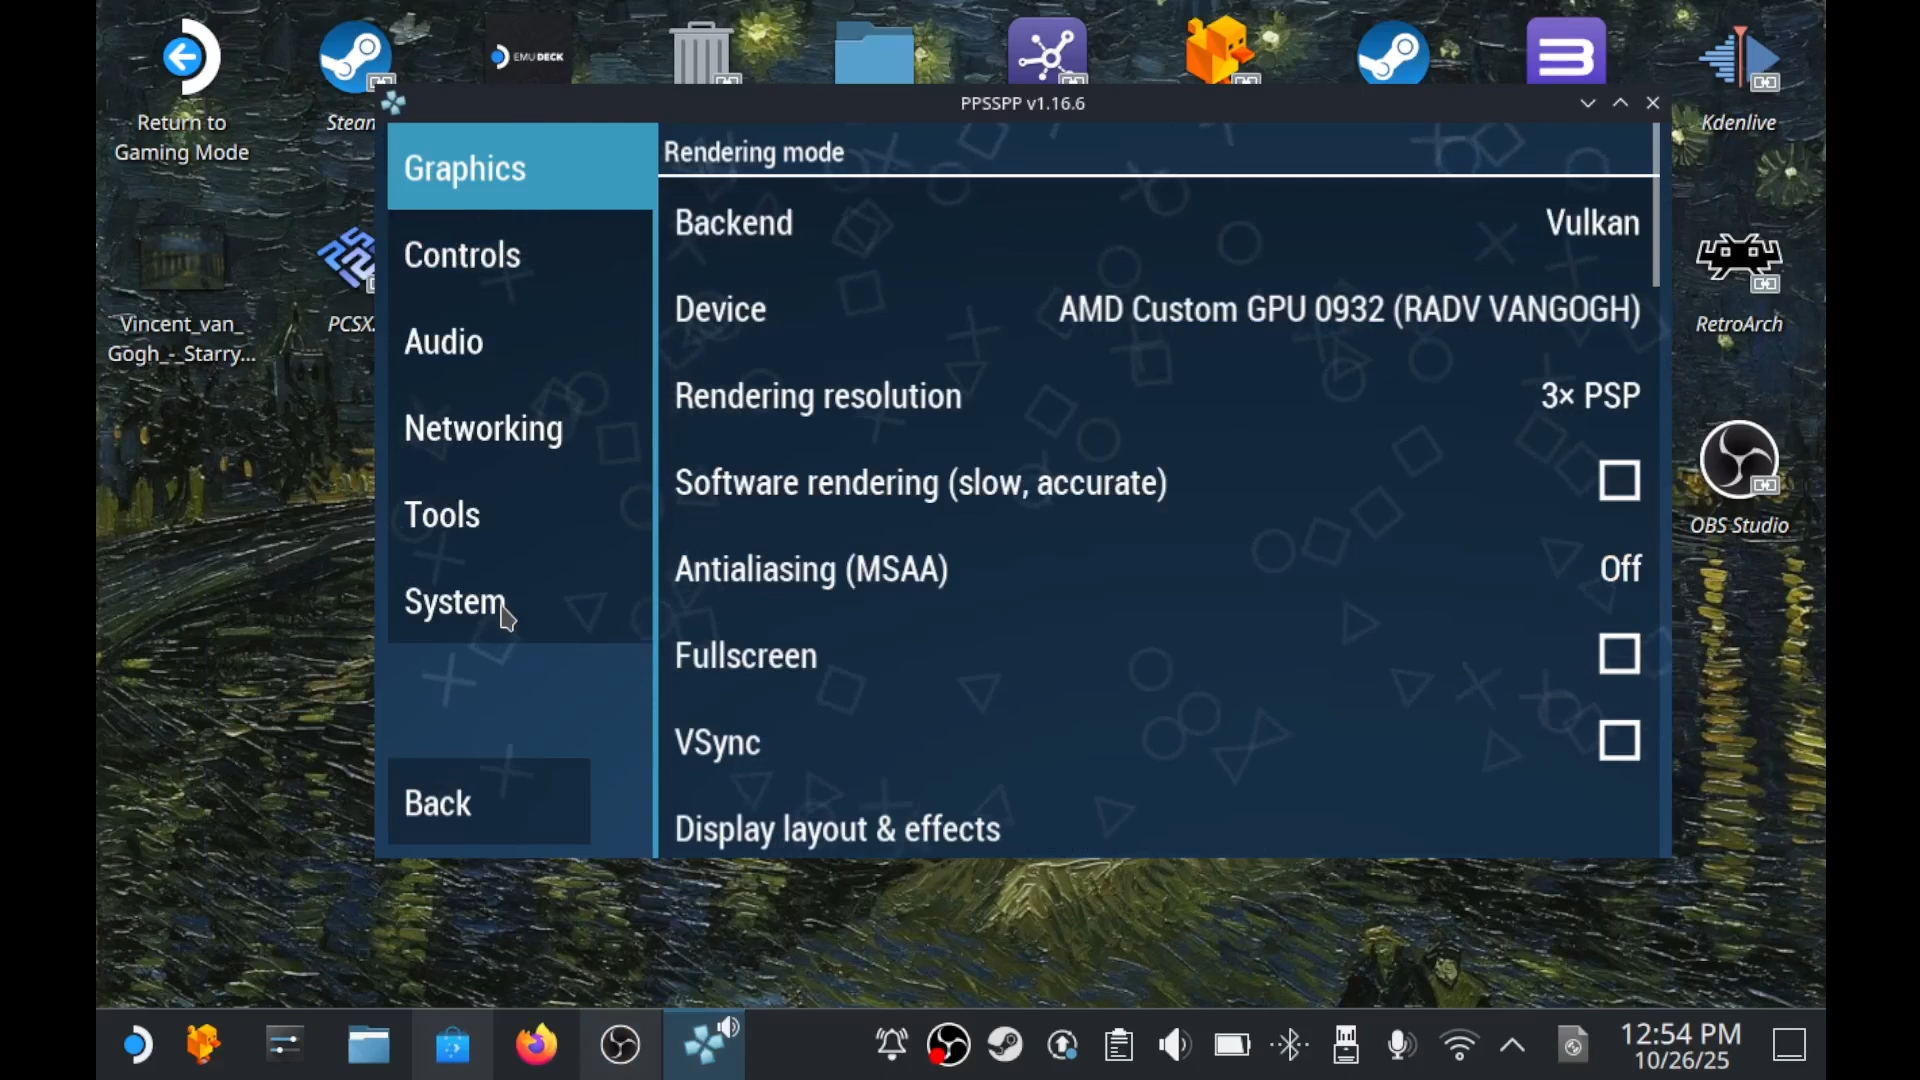 EMUDECK
Return to
Gaming Mode
Steam
Kdenlive
PPSSPP v1.16.6
Graphics
Controls
Audio
Networking
Tools
System
Back
Rendering mode
Backend
Vulkan
Device
AMD Custom GPU 0932 (RADV VANGOGH)
Rendering resolution
3× PSP
Software rendering (slow, accurate)
Antialiasing (MSAA)
Off
Fullscreen
VSync
Display layout & effects
Vincent_van_
Gogh_-_Starry...
PCSX
RetroArch
OBS Studio
12:54 PM
10/26/25